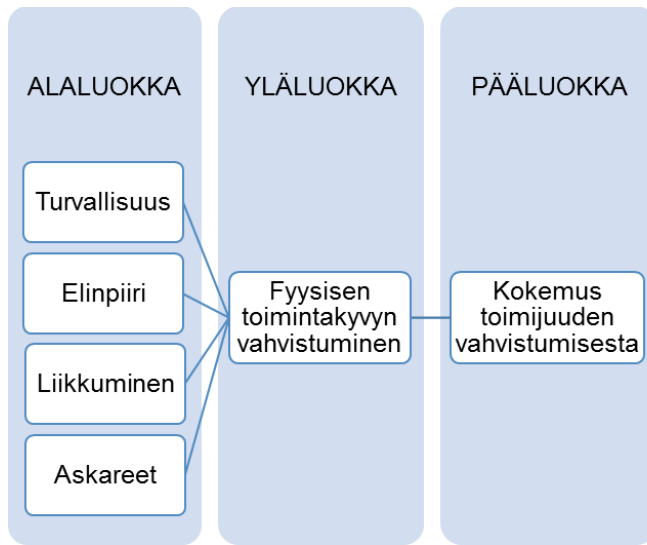 ALALUOKKA
YLÄLUOKKA
PÄÄLUOKKA
Turvallisuus
Elinpiiri
Liikkuminen
Askareet
Fyysisen
toimintakyvyn
vahvistuminen
Kokemus
toimijuuden
vahvistumisesta